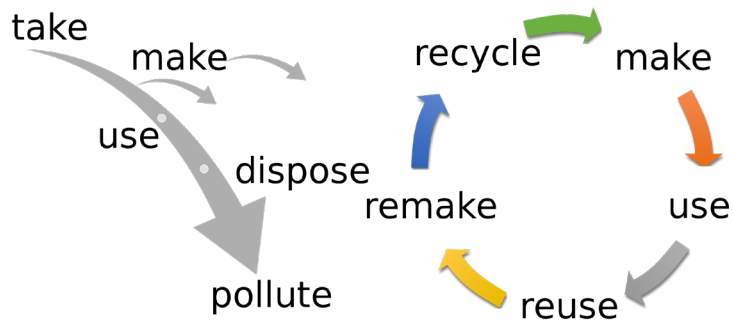 take
make
use
dispose
pollute
recycle
make
use
reuse
remake